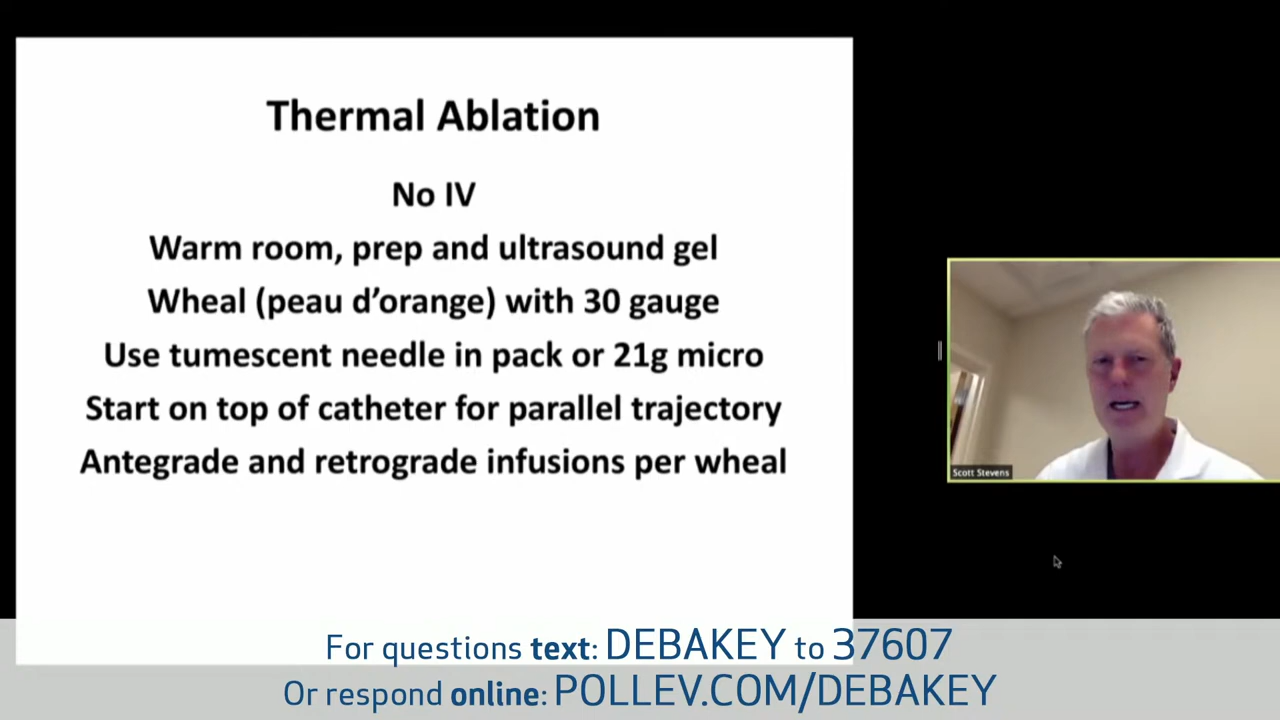 Thermal Ablation
No IV
Warm room, prep and ultrasound gel
Wheal (peau d’orange) with 30 gauge
Use tumescent needle in pack or 21g micro
Start on top of catheter for parallel trajectory
Antegrade and retrograde infusions per wheal
Scott Stevens
For questions text: DEBAKEY to 37607
Or respond online: POLLEV.COM/DEBAKEY